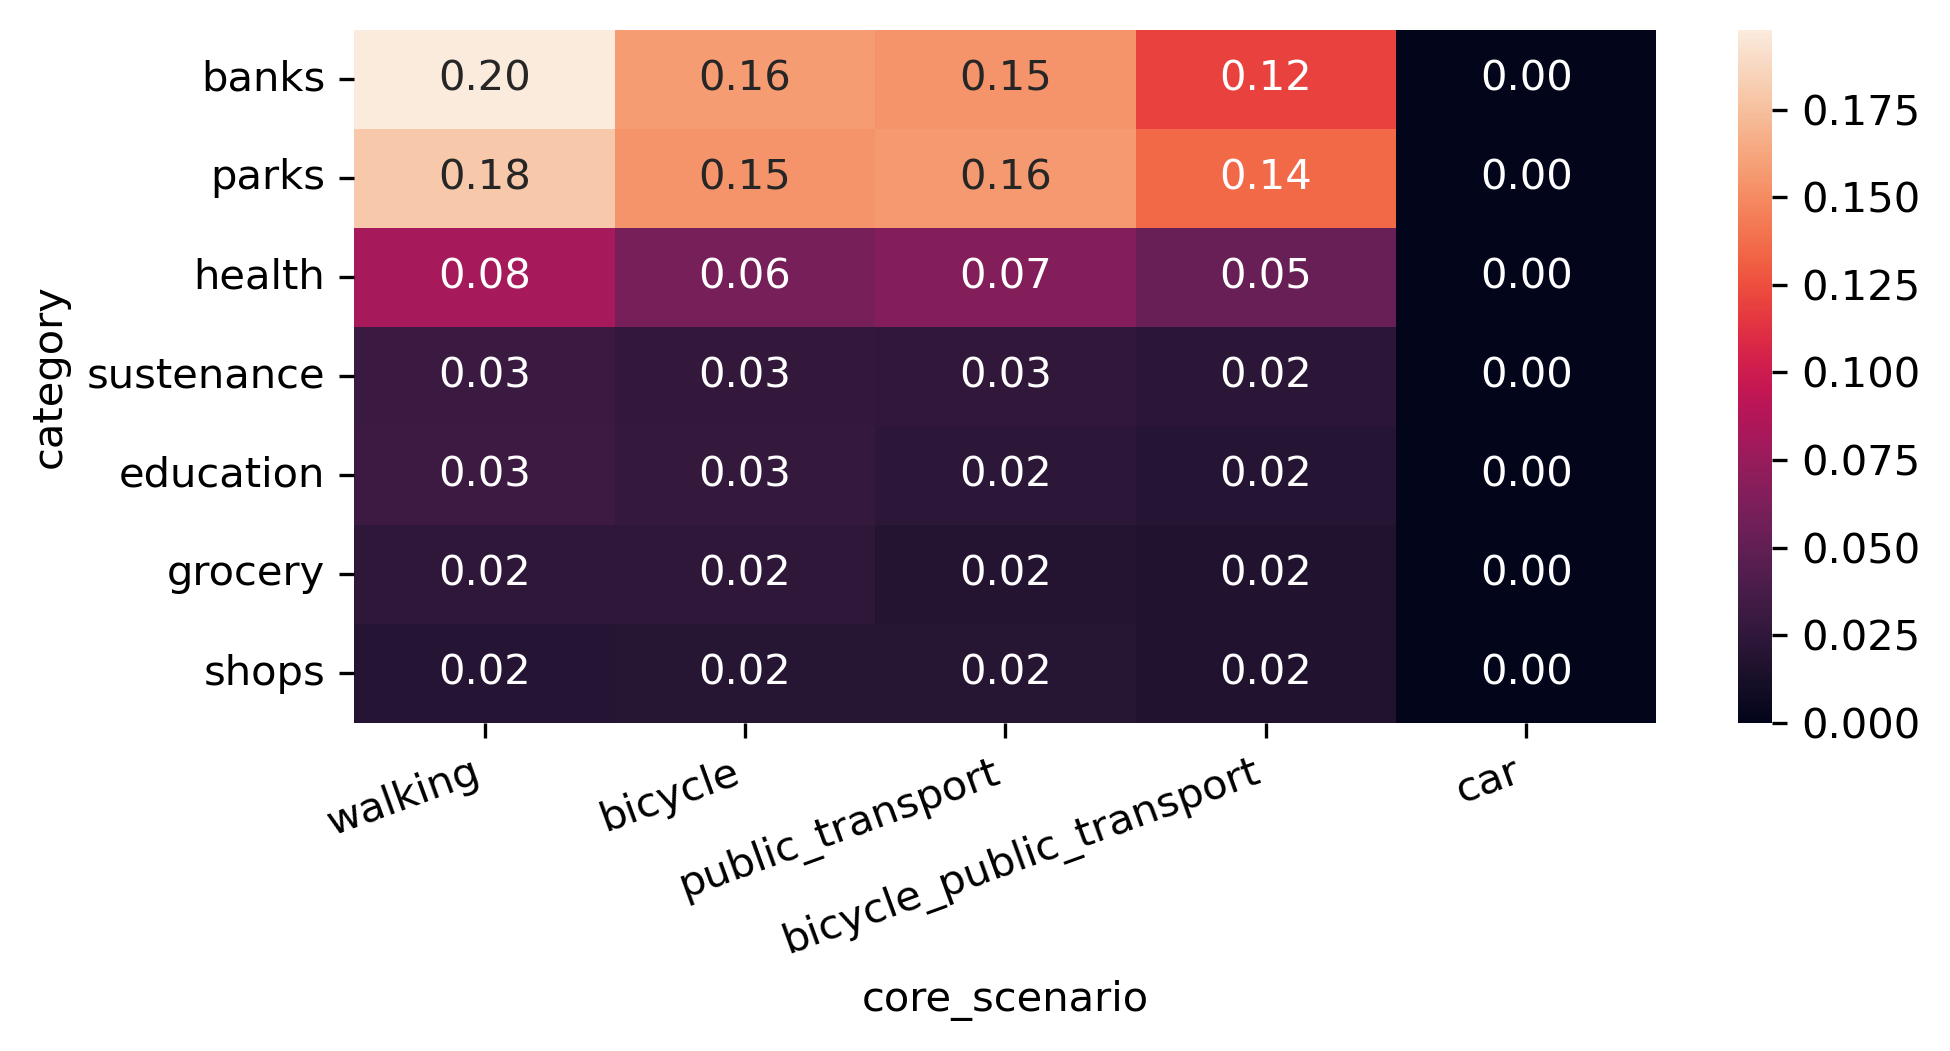 banks 0.20 0.16 0.15 0.12 0.00
parks 0.18 0.15 0.16 0.14 0.00
health 0.08 0.06 0.07 0.05 0.00
sustenance 0.03 0.03 0.03 0.02 0.00
education 0.03 0.03 0.02 0.02 0.00
grocery 0.02 0.02 0.02 0.02 0.00
shops 0.02 0.02 0.02 0.02 0.00
category
walking
bicycle
public_transport
bicycle_public_transport
car
core_scenario
0.175
0.150
0.125
0.100
0.075
0.050
0.025
0.000